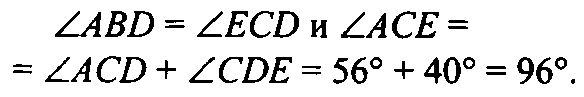 ∠ABD = ∠ECD и ∠ACE =
= ∠ACD + ∠CDE = 56° + 40° = 96°.